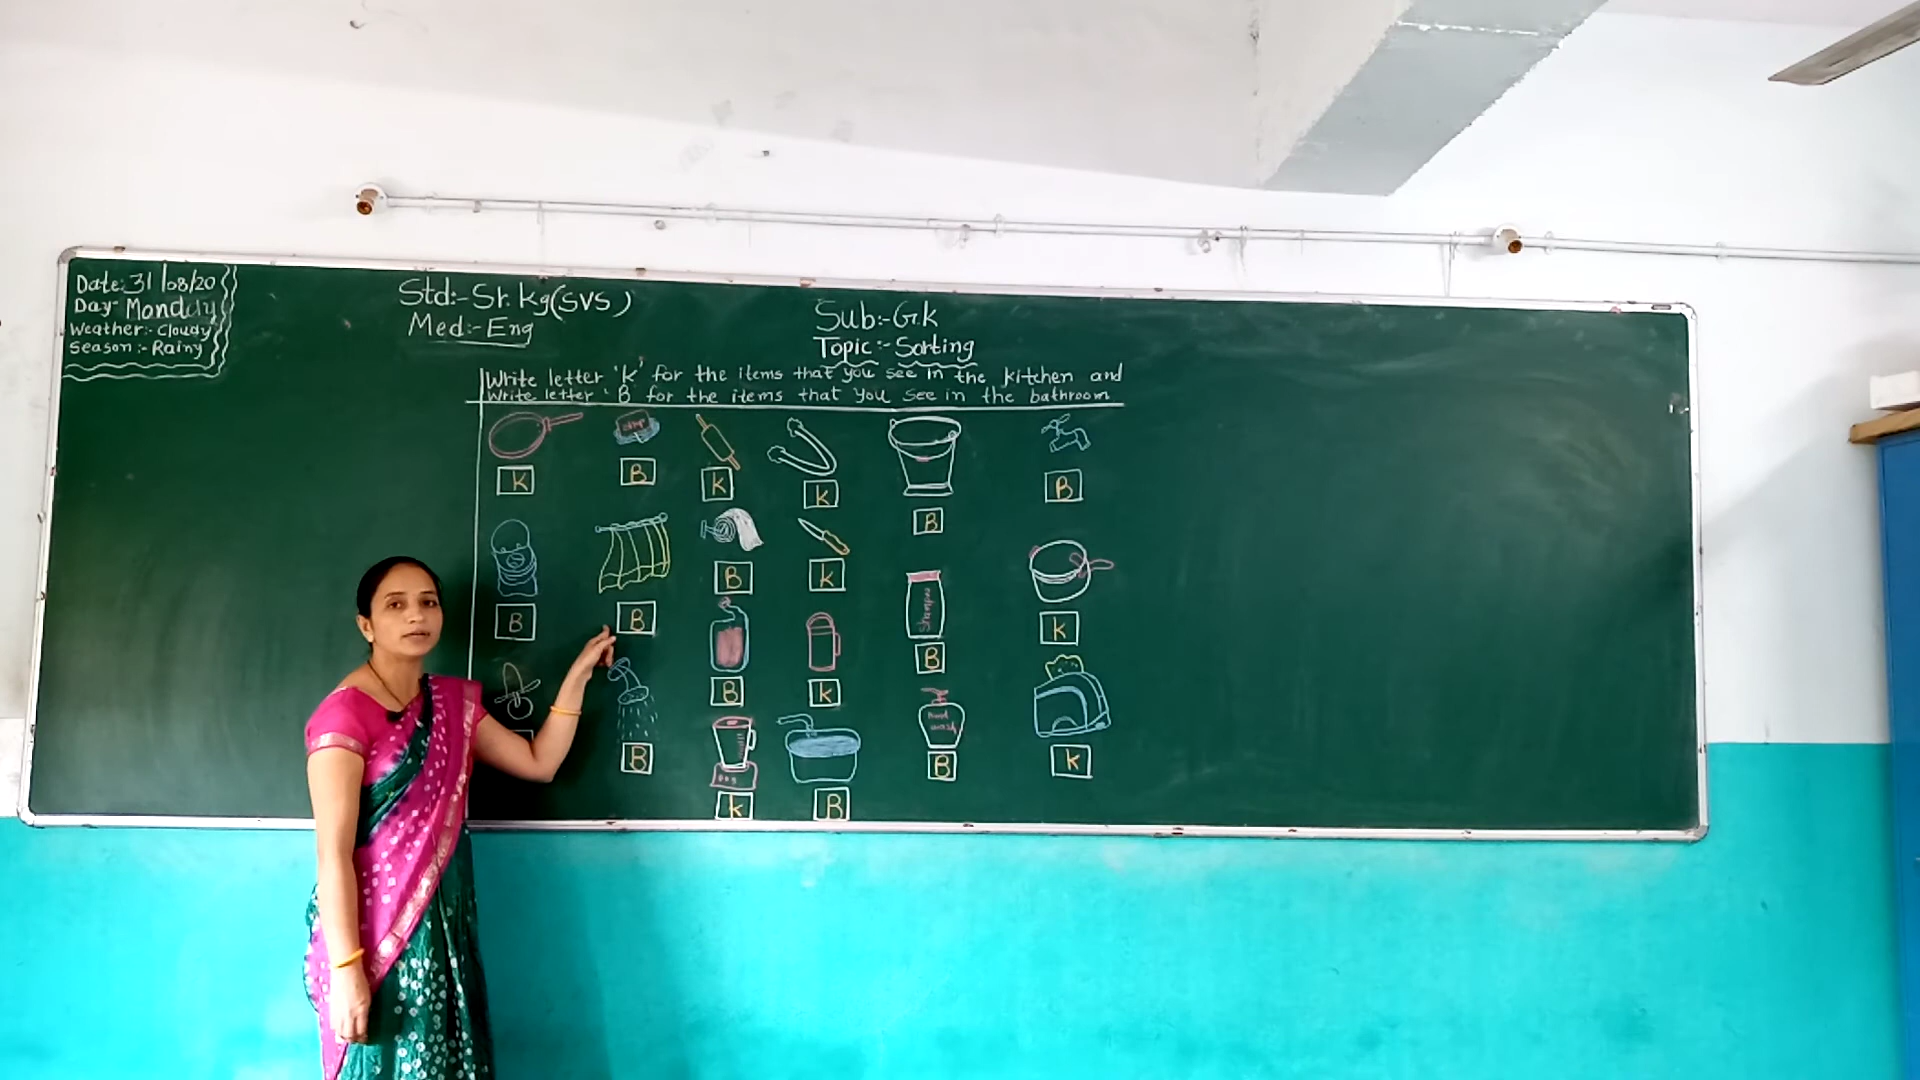 Date:- 31/08/20
Day- Monday
Weather:- Cloudy
Season:- Rainy
Std:- Sr. Kg (SVS)
Med:- Eng
Sub:- G.k
Topic:- Sorting
Write letter 'k' for the items that you see in the kitchen and
Write letter 'B' for the items that you see in the bathroom
K B K K B B
B B B K B K
B B K
Shampoo
Hand wash
B K B K
K B